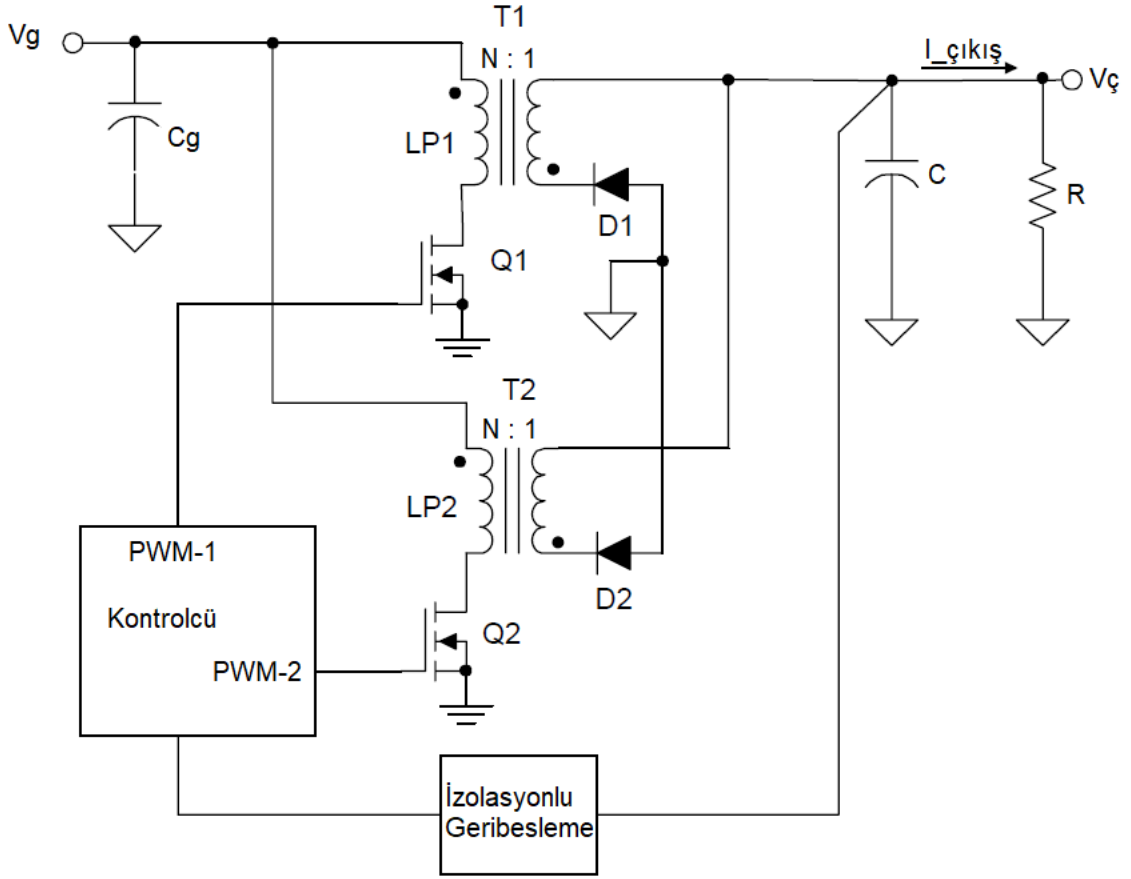 Vg
T1
N : 1
I_çıkış
Vç
Cg
LP1
C
R
D1
Q1
T2
N : 1
LP2
PWM-1
D2
Kontrolcü
Q2
PWM-2
İzolasyonlu
Geribesleme